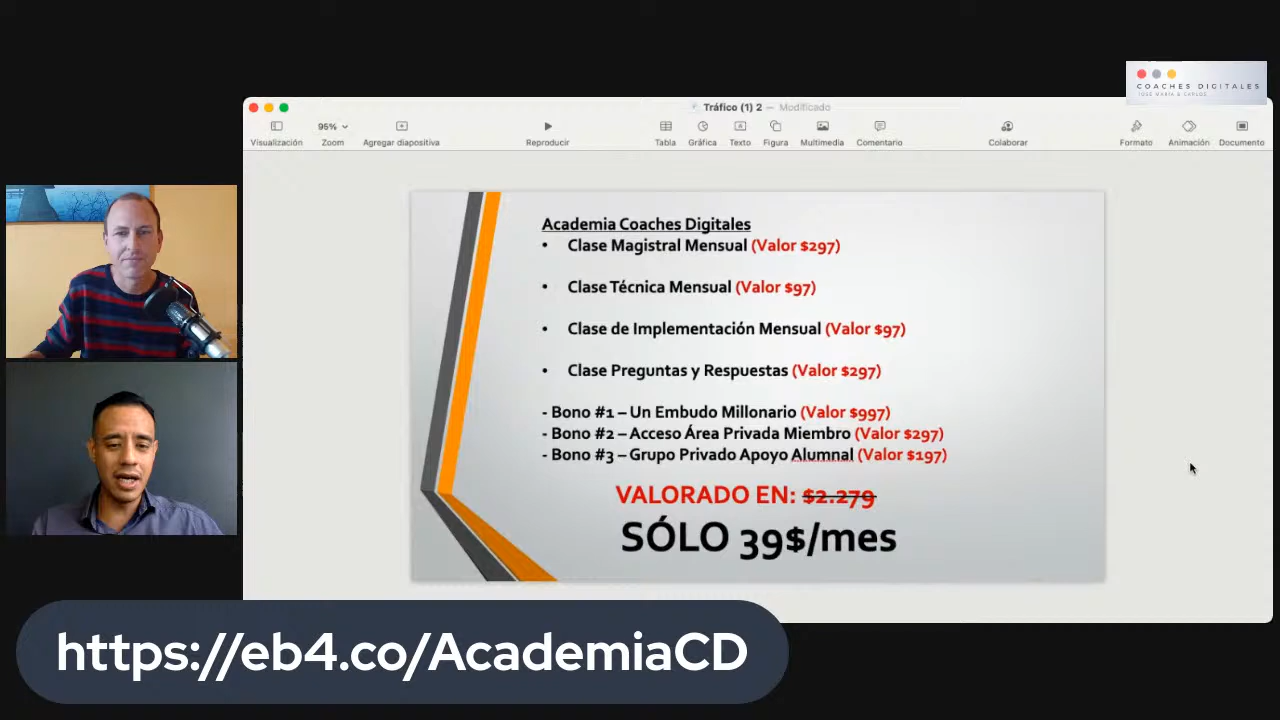 COACHES DIGITALES
JOSE MARÍA & CARLOS
Tráfico (1) 2 — Modificado
95%
Visualización Zoom Agregar diapositiva Reproducir Tabla Gráfica Texto Figura Multimedia Comentario Colaborar Formato Animación Documento
Academia Coaches Digitales
• Clase Magistral Mensual (Valor $297)
• Clase Técnica Mensual (Valor $97)
• Clase de Implementación Mensual (Valor $97)
• Clase Preguntas y Respuestas (Valor $297)
- Bono #1 – Un Embudo Millonario (Valor $997)
- Bono #2 – Acceso Área Privada Miembro (Valor $297)
- Bono #3 – Grupo Privado Apoyo Alumnal (Valor $197)
VALORADO EN: $2.279
SÓLO 39$/mes
https://eb4.co/AcademiaCD